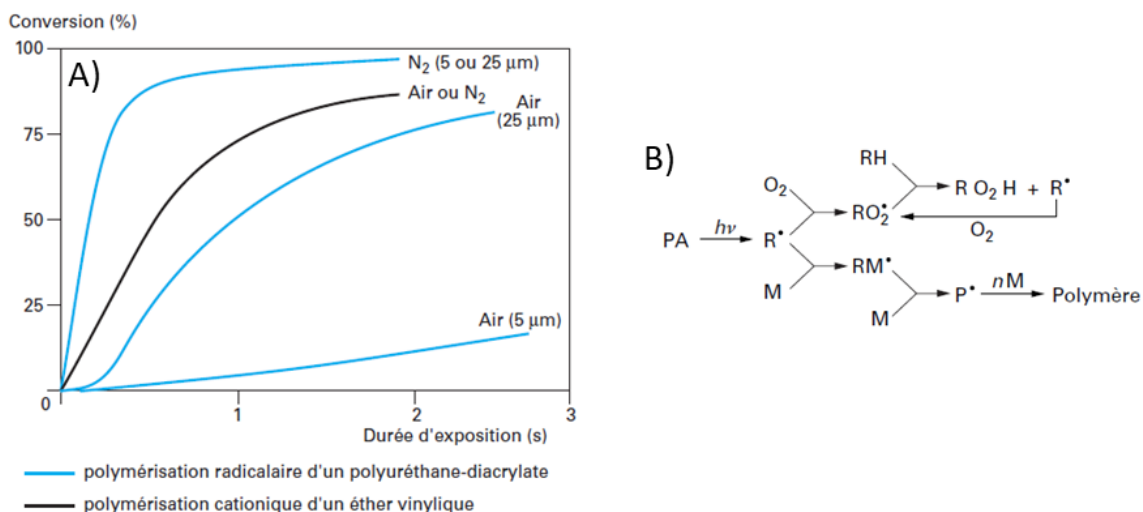 Conversion (%)
A)
100
75
50
25
0
1
2
3
N₂ (5 ou 25 μm)
Air ou N₂
Air
(25 μm)
Air (5 μm)
Durée d'exposition (s)
polymérisation radicalaire d'un polyuréthane-diacrylate
polymérisation cationique d'un éther vinylique
B)
RH
O₂
R O₂ H + R•
RO₂•
O₂
PA hν R•
RM•
M
P• nM Polymère
M